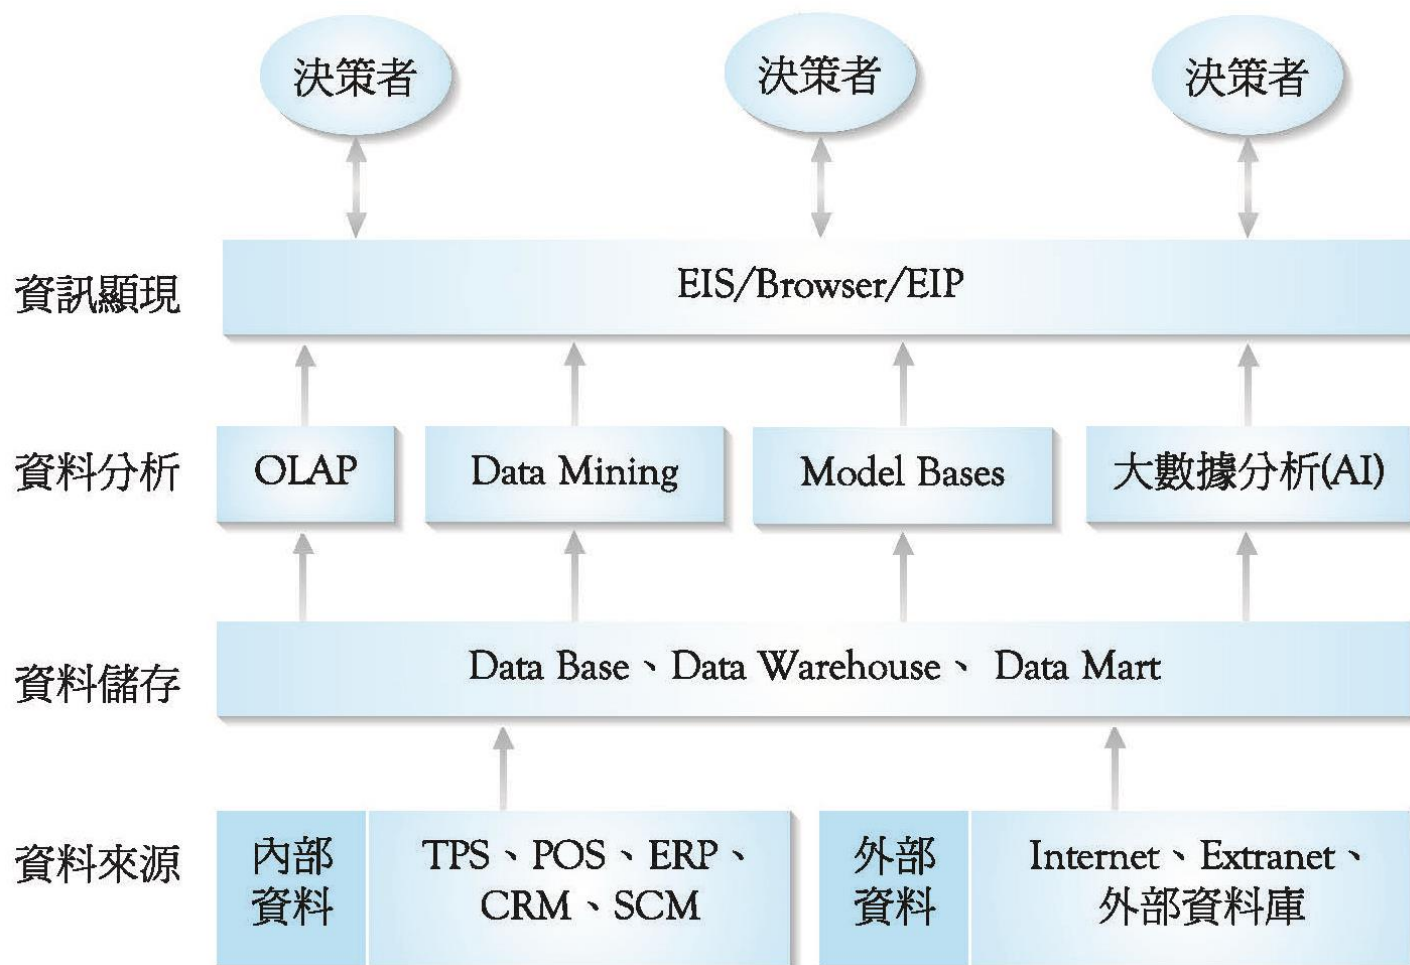 決策者
決策者
決策者
資訊顯現
EIS/Browser/EIP
資料分析
OLAP
Data Mining
Model Bases
大數據分析(AI)
資料儲存
Data Base、Data Warehouse、 Data Mart
資料來源
內部
資料
TPS、POS、ERP、
CRM、SCM
外部
資料
Internet、Extranet、
外部資料庫